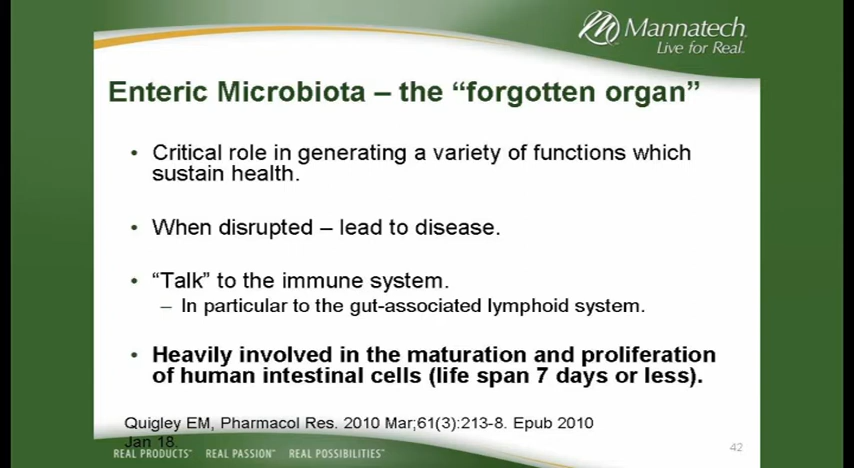 Mannatech
Live for Real.
Enteric Microbiota – the “forgotten organ”
• Critical role in generating a variety of functions which
sustain health.
• When disrupted – lead to disease.
• “Talk” to the immune system.
– In particular to the gut-associated lymphoid system.
• Heavily involved in the maturation and proliferation
of human intestinal cells (life span 7 days or less).
Quigley EM, Pharmacol Res. 2010 Mar;61(3):213-8. Epub 2010
Jan 18.
REAL PRODUCTS™ REAL PASSION™ REAL POSSIBILITIES™
42